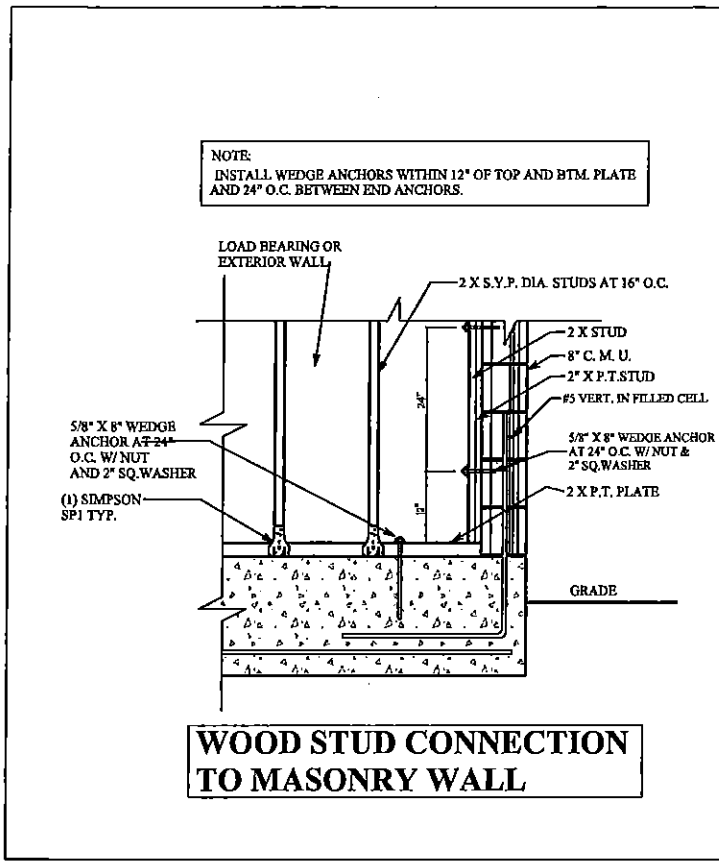 NOTE:
INSTALL WEDGE ANCHORS WITHIN 12" OF TOP AND BTM. PLATE
AND 24" O.C. BETWEEN END ANCHORS.
LOAD BEARING OR
EXTERIOR WALL
2 X S.Y.P. DIA. STUDS AT 16" O.C.
2 X STUD
8" C. M. U.
2" X P.T.STUD
#5 VERT. IN FILLED CELL
24"
5/8" X 8" WEDGE
ANCHOR AT 24"
O.C. W/ NUT
AND 2" SQ.WASHER
5/8" X 8" WEDGE ANCHOR
AT 24" O.C. W/ NUT &
2" SQ.WASHER
(1) SIMPSON
SP1 TYP.
12"
2 X P.T. PLATE
GRADE
WOOD STUD CONNECTION
TO MASONRY WALL